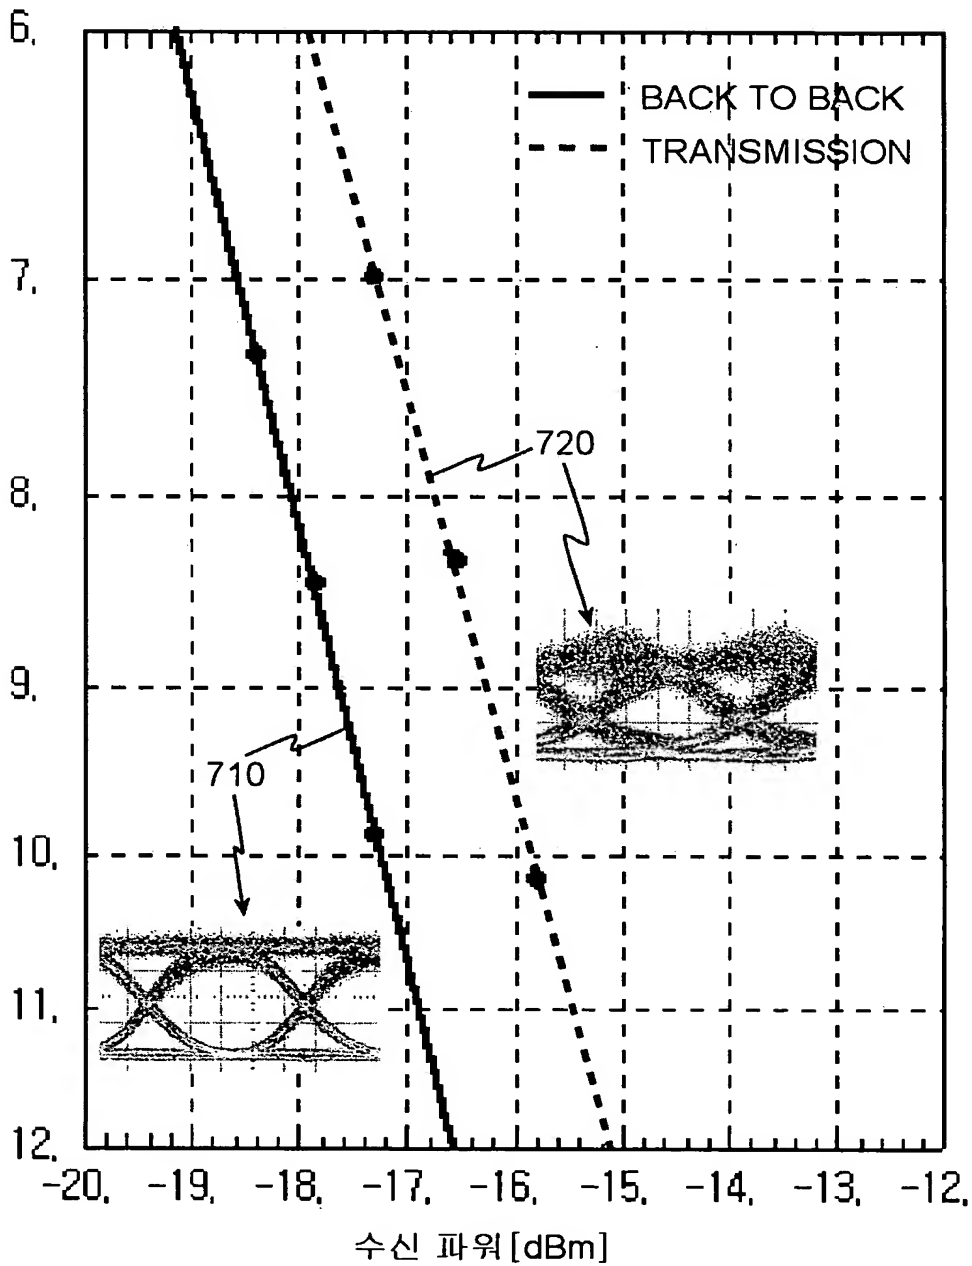 6.
BACK TO BACK
TRANSMISSION
7.
720
8.
9.
710
10.
11.
12.
-20. -19. -18. -17. -16. -15. -14. -13. -12.
수신 파워[dBm]